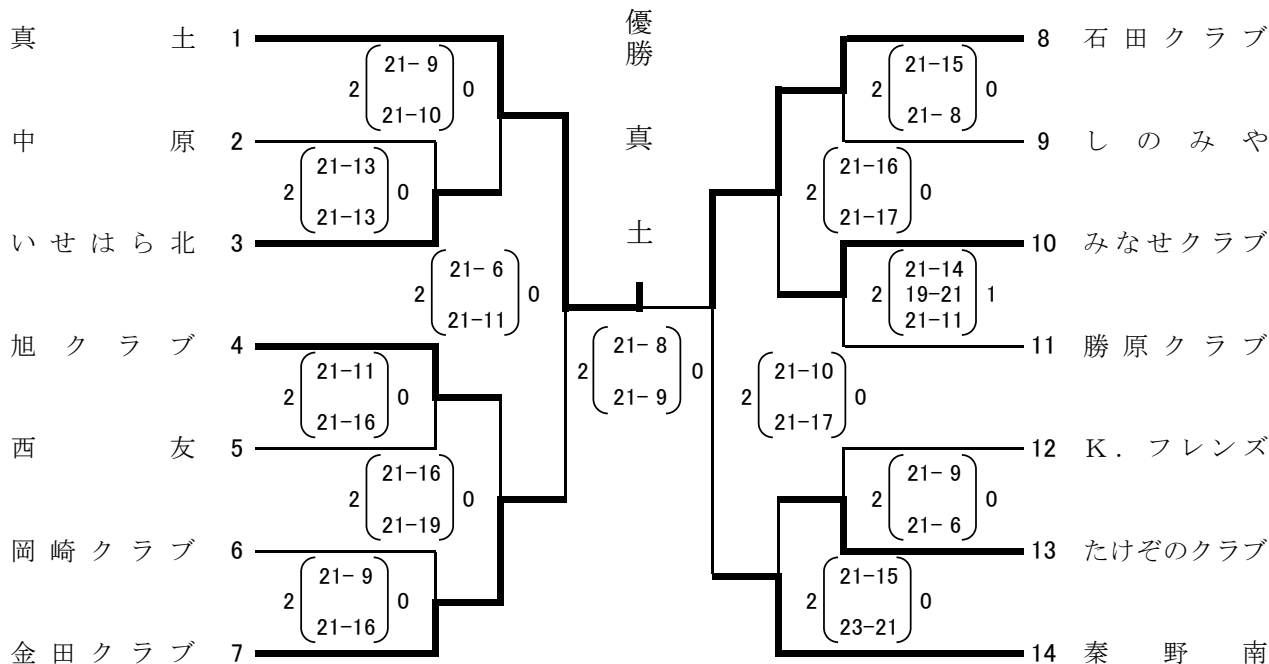 優勝
真土
真土 1
21- 9
2 0
21-10
中原 2
21-13
2 0
21-13
いせはら北 3
21- 6
2 0
21-11
旭クラブ 4
21-11
2 0
21-16
西友 5
21-16
2 0
21-19
岡崎クラブ 6
21- 9
2 0
21-16
金田クラブ 7
21- 8
2 0
21- 9
8 石田クラブ
21-15
2 0
21- 8
9 しのみや
21-16
2 0
21-17
10 みなせクラブ
21-14
2 19-21 1
21-11
11 勝原クラブ
21-10
2 0
21-17
12 K．フレンズ
21- 9
2 0
21- 6
13 たけぞのクラブ
21-15
2 0
23-21
14 秦野南